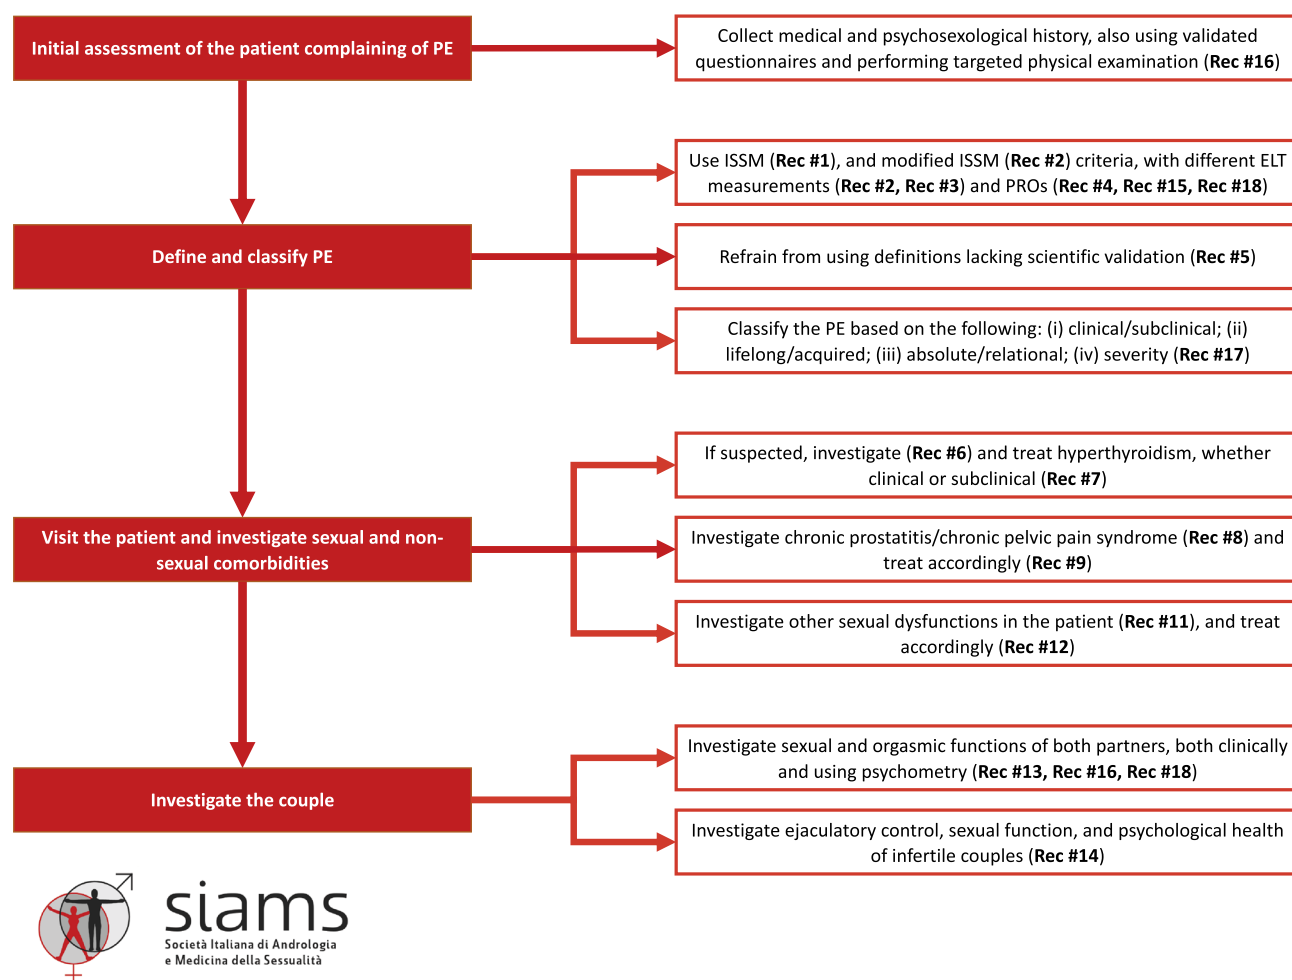 Initial assessment of the patient complaining of PE
Collect medical and psychosexological history, also using validated
questionnaires and performing targeted physical examination (Rec #16)
Use ISSM (Rec #1), and modified ISSM (Rec #2) criteria, with different ELT
measurements (Rec #2, Rec #3) and PROs (Rec #4, Rec #15, Rec #18)
Define and classify PE
Refrain from using definitions lacking scientific validation (Rec #5)
Classify the PE based on the following: (i) clinical/subclinical; (ii)
lifelong/acquired; (iii) absolute/relational; (iv) severity (Rec #17)
If suspected, investigate (Rec #6) and treat hyperthyroidism, whether
clinical or subclinical (Rec #7)
Visit the patient and investigate sexual and non-
sexual comorbidities
Investigate chronic prostatitis/chronic pelvic pain syndrome (Rec #8) and
treat accordingly (Rec #9)
Investigate other sexual dysfunctions in the patient (Rec #11), and treat
accordingly (Rec #12)
Investigate the couple
Investigate sexual and orgasmic functions of both partners, both clinically
and using psychometry (Rec #13, Rec #16, Rec #18)
Investigate ejaculatory control, sexual function, and psychological health
of infertile couples (Rec #14)
siams
Società Italiana di Andrologia
e Medicina della Sessualità